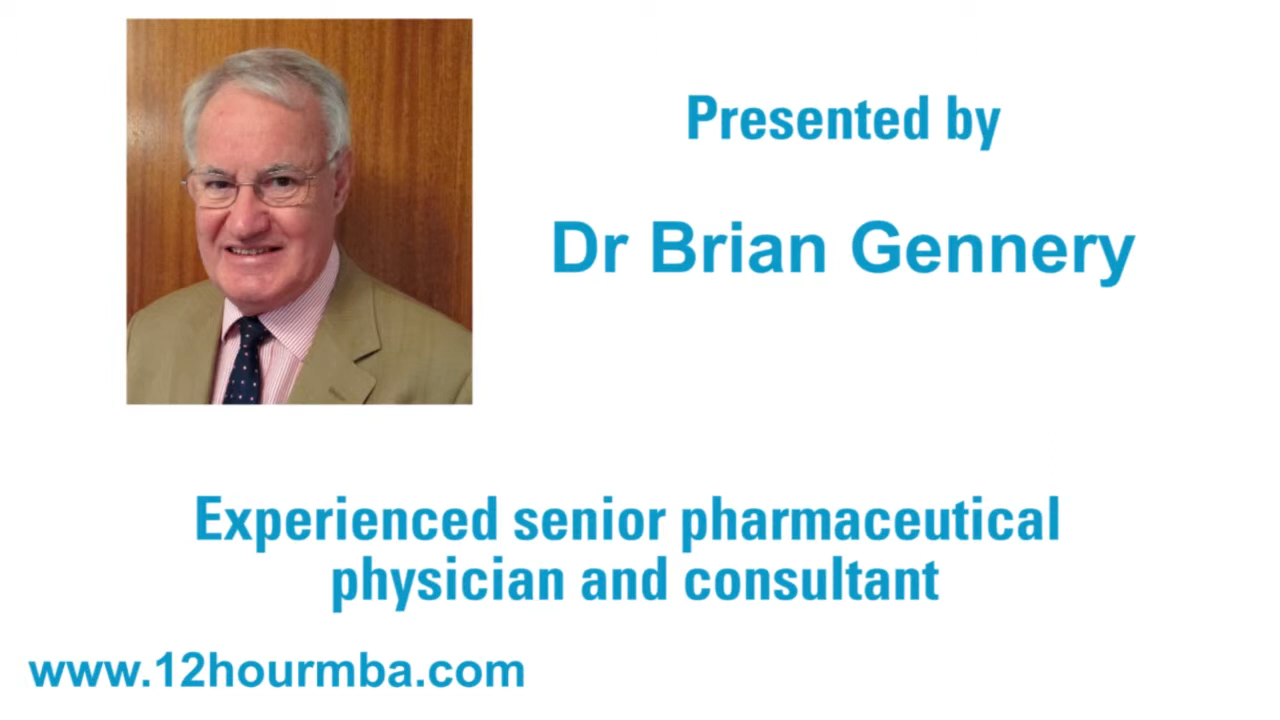 Presented by
Dr Brian Gennery
Experienced senior pharmaceutical
physician and consultant
www.12hourmba.com